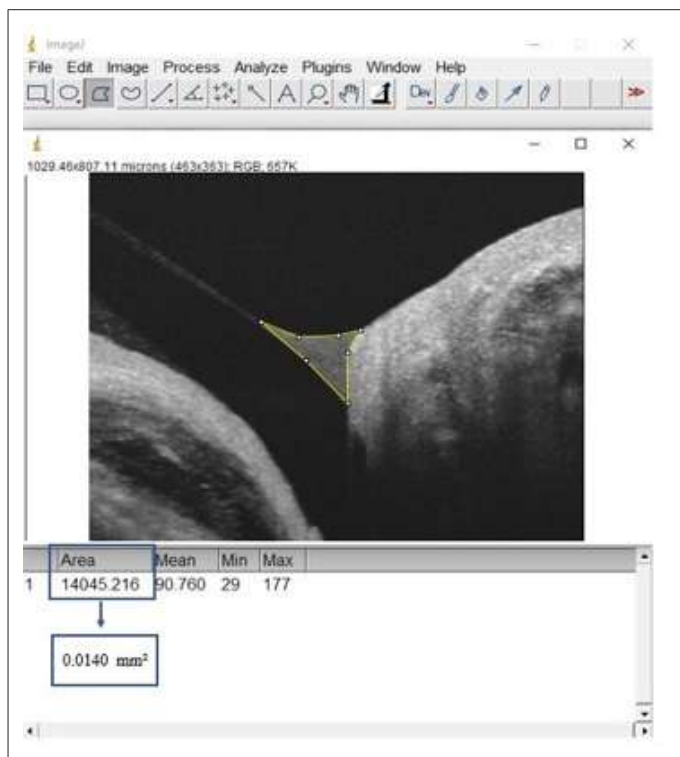 ImageJ
File Edit Image Process Analyze Plugins Window Help
A Dev. >>
1029.46x807.11 microns (463x363); RGB; 657K
Area Mean Min Max
1 14045.216 90.760 29 177
0.0140 mm²